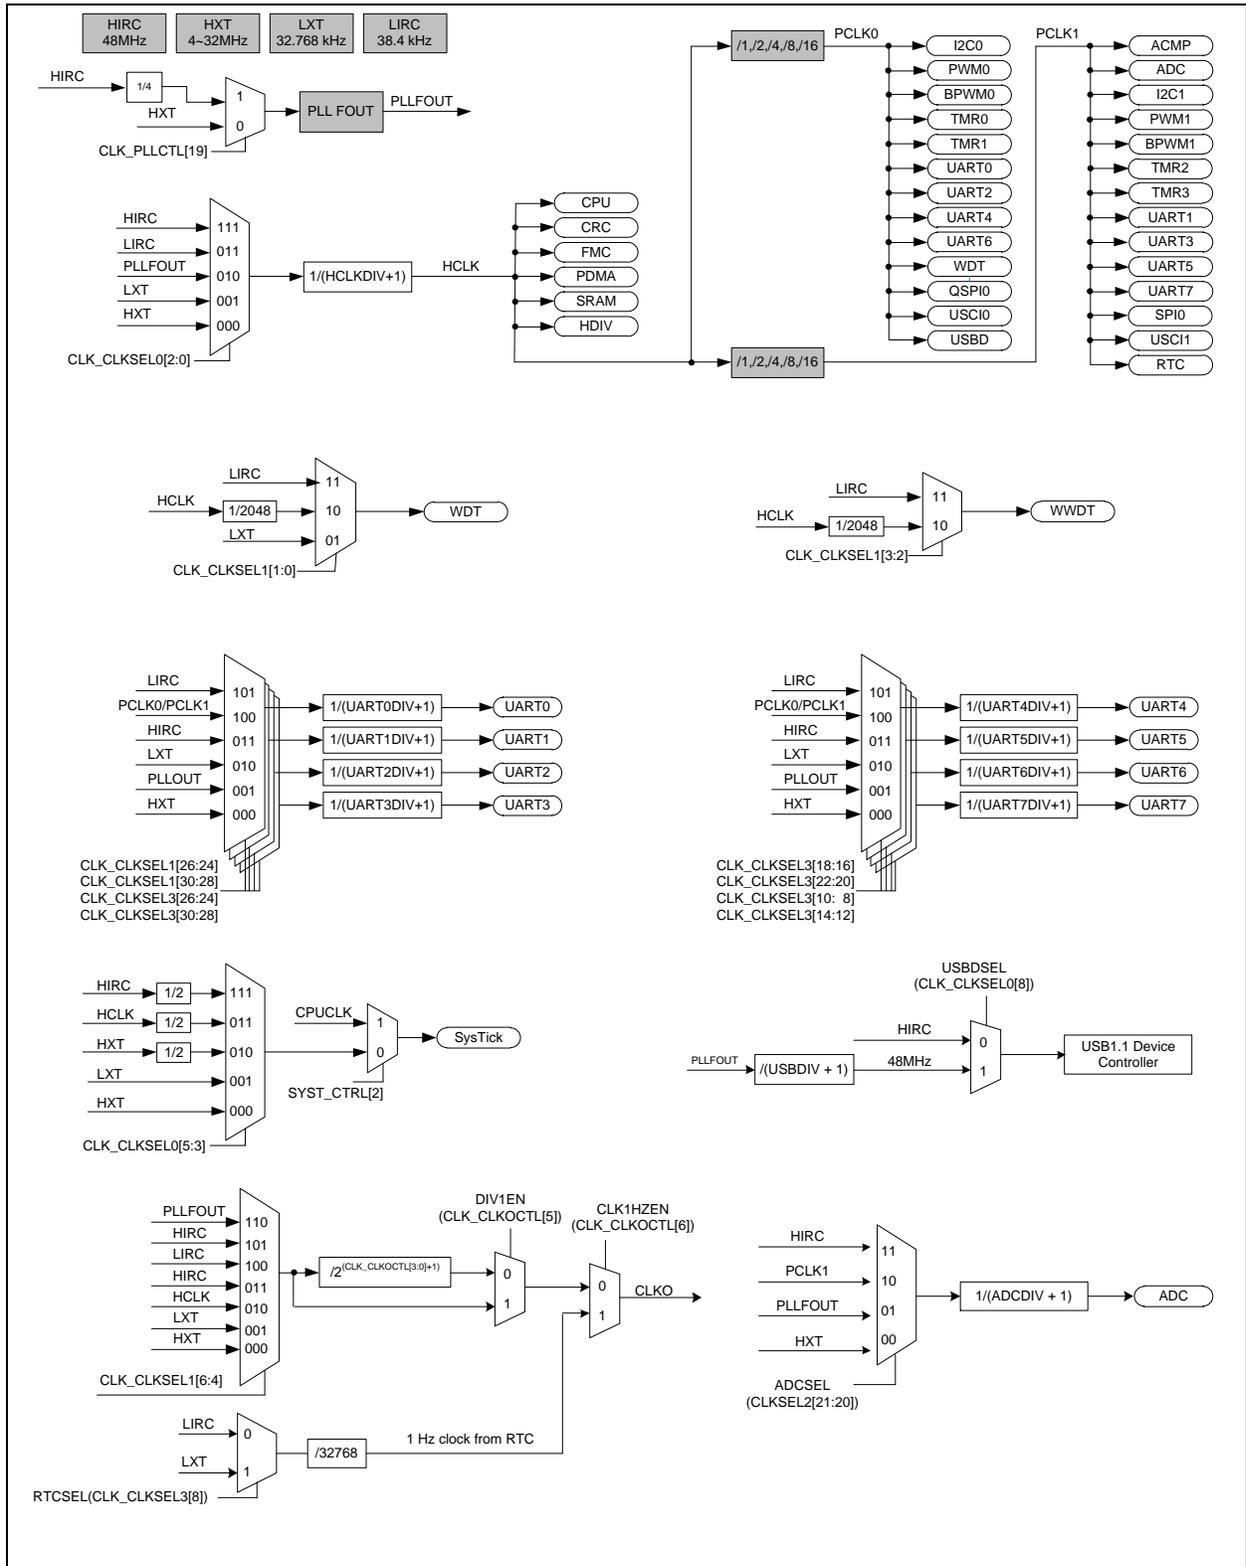 HIRC
48MHz
HXT
4~32MHz
LXT
32.768 kHz
LIRC
38.4 kHz
HIRC
1/4
HXT
1
0
CLK_PLLCTL[19]
PLL FOUT
PLLFOUT
HIRC
LIRC
PLLFOUT
LXT
HXT
111
011
010
001
000
CLK_CLKSEL0[2:0]
1/(HCLKDIV+1)
HCLK
CPU
CRC
FMC
PDMA
SRAM
HDIV
/1,/2,/4,/8,/16
PCLK0
I2C0
PWM0
BPWM0
TMR0
TMR1
UART0
UART2
UART4
UART6
WDT
QSPI0
USCI0
USBD
/1,/2,/4,/8,/16
PCLK1
ACMP
ADC
I2C1
PWM1
BPWM1
TMR2
TMR3
UART1
UART3
UART5
UART7
SPI0
USCI1
RTC
LIRC
HCLK
1/2048
LXT
11
10
01
CLK_CLKSEL1[1:0]
WDT
LIRC
HCLK
1/2048
11
10
CLK_CLKSEL1[3:2]
WWDT
LIRC
PCLK0/PCLK1
HIRC
LXT
PLLOUT
HXT
101
100
011
010
001
000
1/(UART0DIV+1)
UART0
1/(UART1DIV+1)
UART1
1/(UART2DIV+1)
UART2
1/(UART3DIV+1)
UART3
CLK_CLKSEL1[26:24]
CLK_CLKSEL1[30:28]
CLK_CLKSEL3[26:24]
CLK_CLKSEL3[30:28]
LIRC
PCLK0/PCLK1
HIRC
LXT
PLLOUT
HXT
101
100
011
010
001
000
1/(UART4DIV+1)
UART4
1/(UART5DIV+1)
UART5
1/(UART6DIV+1)
UART6
1/(UART7DIV+1)
UART7
CLK_CLKSEL3[18:16]
CLK_CLKSEL3[22:20]
CLK_CLKSEL3[10: 8]
CLK_CLKSEL3[14:12]
HIRC
1/2
HCLK
1/2
HXT
1/2
LXT
HXT
111
011
010
001
000
CLK_CLKSEL0[5:3]
CPUCLK
1
0
SYST_CTRL[2]
SysTick
USBDSEL
(CLK_CLKSEL0[8])
HIRC
PLLFOUT
/(USBDIV + 1)
48MHz
0
1
USB1.1 Device
Controller
PLLFOUT
HIRC
LIRC
HIRC
HCLK
LXT
HXT
110
101
100
011
010
001
000
CLK_CLKSEL1[6:4]
/2(CLK_CLKOCTL[3:0]+1)
DIV1EN
(CLK_CLKOCTL[5])
0
1
CLK1HZEN
(CLK_CLKOCTL[6])
0
1
CLKO
LIRC
LXT
0
1
RTCSEL(CLK_CLKSEL3[8])
/32768
1 Hz clock from RTC
HIRC
PCLK1
PLLFOUT
HXT
11
10
01
00
ADCSEL
(CLKSEL2[21:20])
1/(ADCDIV + 1)
ADC